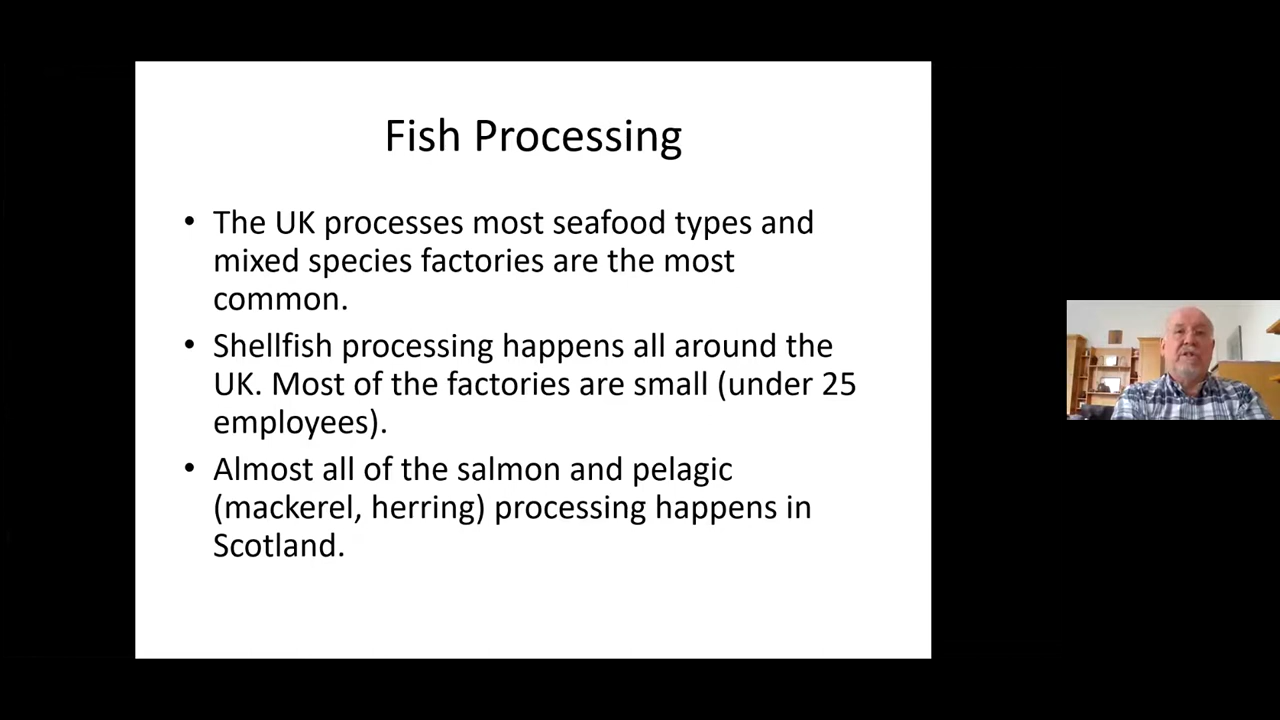 Fish Processing
• The UK processes most seafood types and
mixed species factories are the most
common.
• Shellfish processing happens all around the
UK. Most of the factories are small (under 25
employees).
• Almost all of the salmon and pelagic
(mackerel, herring) processing happens in
Scotland.